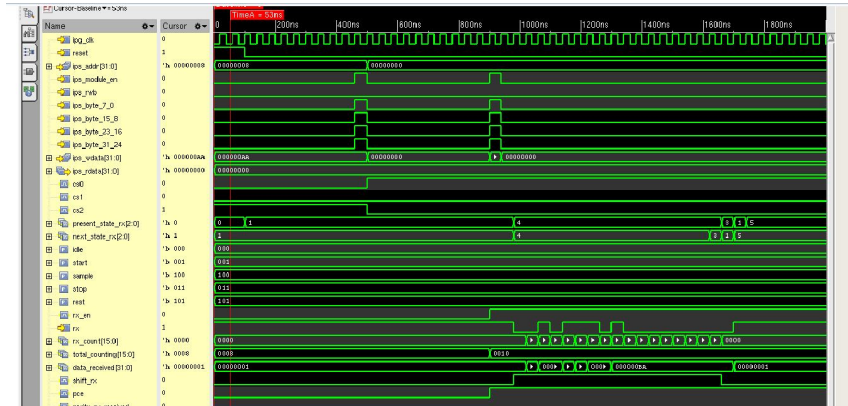 Cursor-Baseline = 53ns
TimeA = 53ns
Name Cursor 0 |200ns |400ns |600ns |800ns |1000ns |1200ns |1400ns |1600ns |1800ns
ipg_clk 0
reset 1
ips_addr[31:0] 'h 00000008 00000008 00000000
ips_module_en 0
ips_rwb 0
ips_byte_7_0 0
ips_byte_15_8 0
ips_byte_23_16 0
ips_byte_31_24 0
ips_wdata[31:0] 'h 000000AA 000000AA 00000000 00000000
ips_rdata[31:0] 'h 00000000 00000000
cs0 0
cs1 0
cs2 1
present_state_rx[2:0] 'h 0 0 1 4 3 1 5
next_state_rx[2:0] 'h 1 1 4 3 1 5
idle 'b 000 000
start 'b 001 001
sample 'b 100 100
stop 'b 011 011
rest 'b 101 101
rx_en 0
rx 1
rx_count[15:0] 'h 0000 0000 0008
total_counting[15:0] 'h 0008 0008 0010
data_received[31:0] 'h 00000001 00000001 000 000 000000BA 00000001
shift_rx 0
pce 0